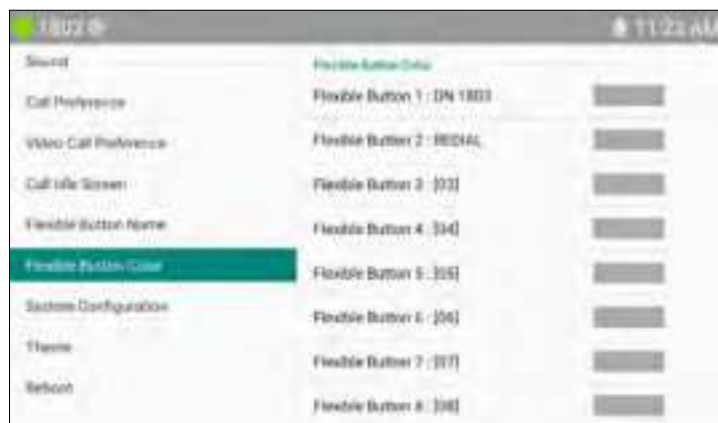 1803
11:23 AM
Sound
Call Preference
Video Call Preference
Call Idle Screen
Flexible Button Name
Flexible Button Color
System Configuration
Theme
Reboot
Flexible Button Color
Flexible Button 1 : DN 1803
Flexible Button 2 : REDIAL
Flexible Button 3 : [03]
Flexible Button 4 : [04]
Flexible Button 5 : [05]
Flexible Button 6 : [06]
Flexible Button 7 : [07]
Flexible Button 8 : [08]